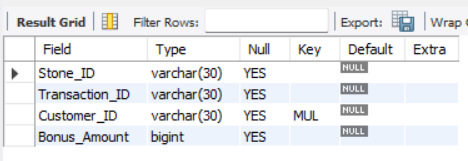 Result Grid Filter Rows: Export: Wrap
Field Type Null Key Default Extra
Stone_ID varchar(30) YES NULL
Transaction_ID varchar(30) YES NULL
Customer_ID varchar(30) YES MUL NULL
Bonus_Amount bigint YES NULL